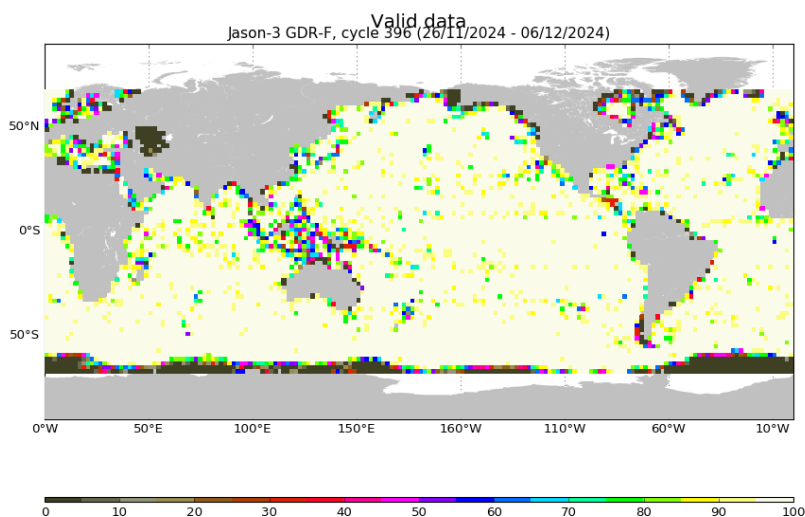 Valid data
Jason-3 GDR-F, cycle 396 (26/11/2024 - 06/12/2024)
50°N
0°S
50°S
0°W 50°E 100°E 150°E 160°W 110°W 60°W 10°W
0 10 20 30 40 50 60 70 80 90 100